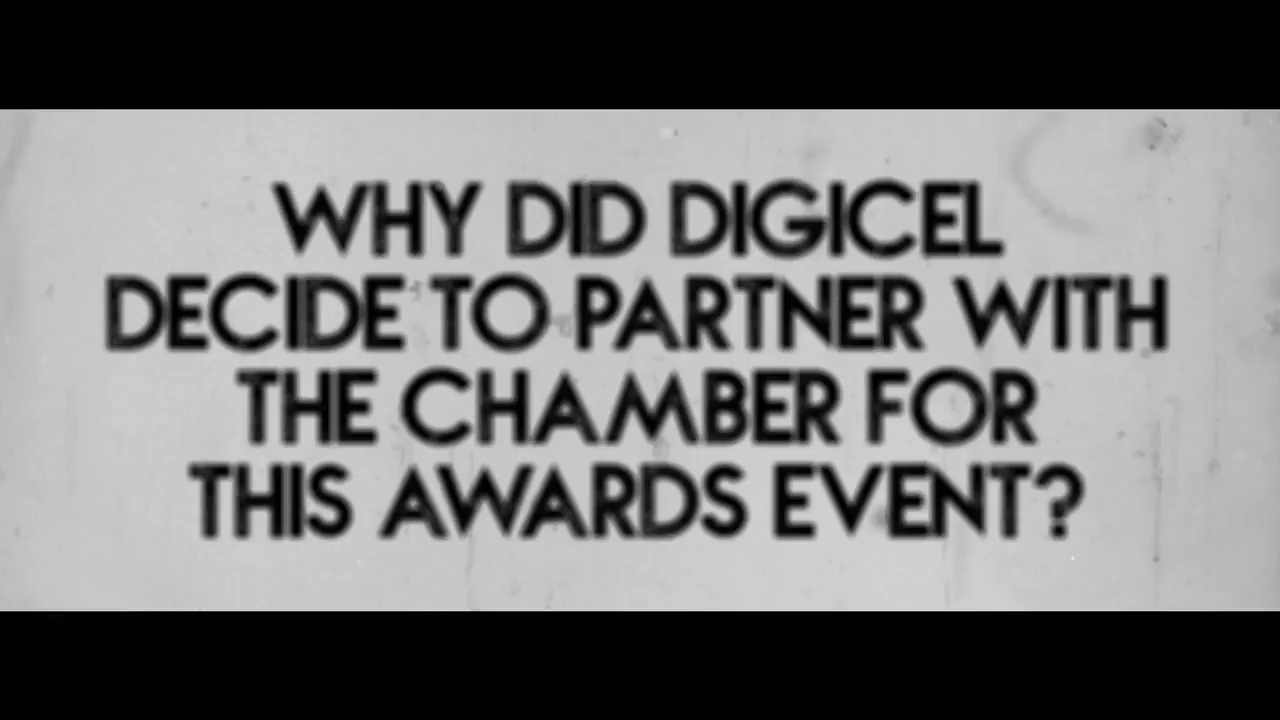 WHY DID DIGICEL
DECIDE TO PARTNER WITH
THE CHAMBER FOR
THIS AWARDS EVENT?